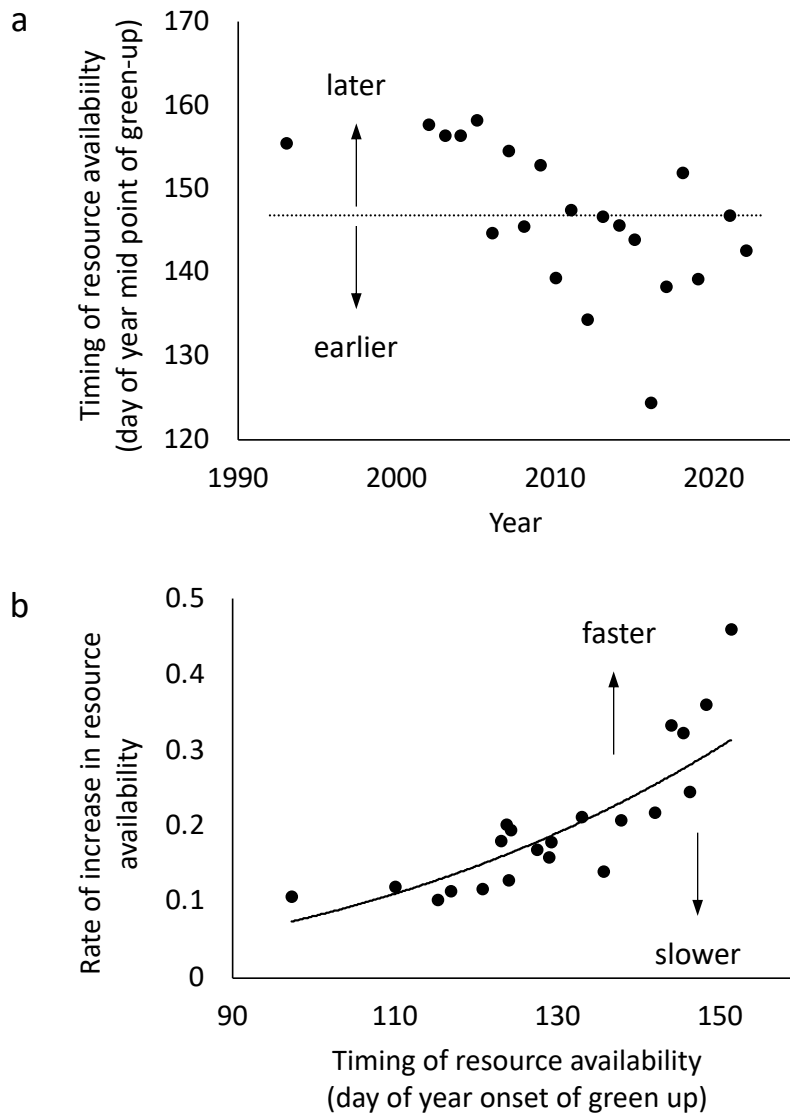 a
Timing of resource availabiilty
(day of year mid point of green-up)
170
160
150
140
130
120
later
earlier
1990
2000
2010
2020
Year
b
Rate of increase in resource
availability
0.5
0.4
0.3
0.2
0.1
0
faster
slower
90
110
130
150
Timing of resource availability
(day of year onset of green up)